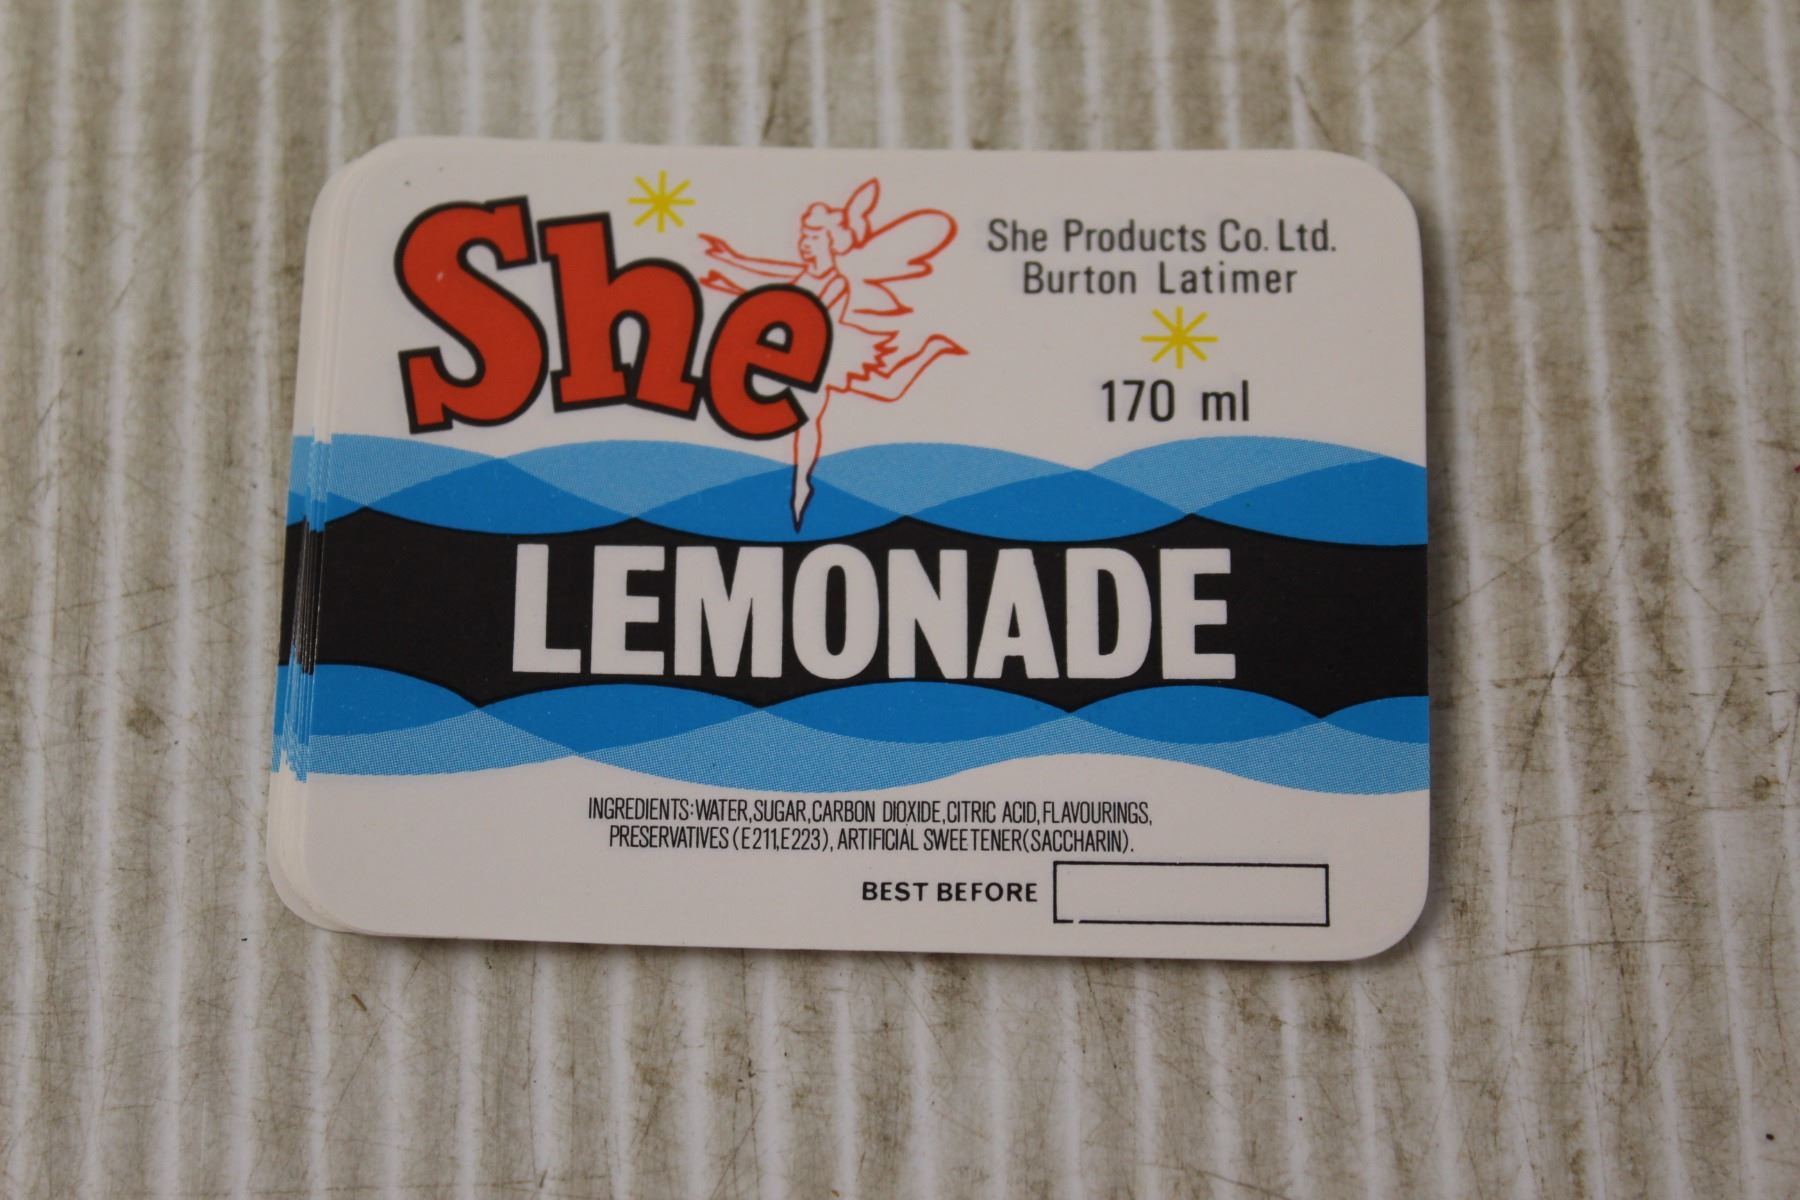 She
She Products Co. Ltd.
Burton Latimer
170 ml
LEMONADE
INGREDIENTS: WATER, SUGAR, CARBON DIOXIDE, CITRIC ACID, FLAVOURINGS,
PRESERVATIVES (E211, E223), ARTIFICIAL SWEETENER (SACCHARIN).
BEST BEFORE